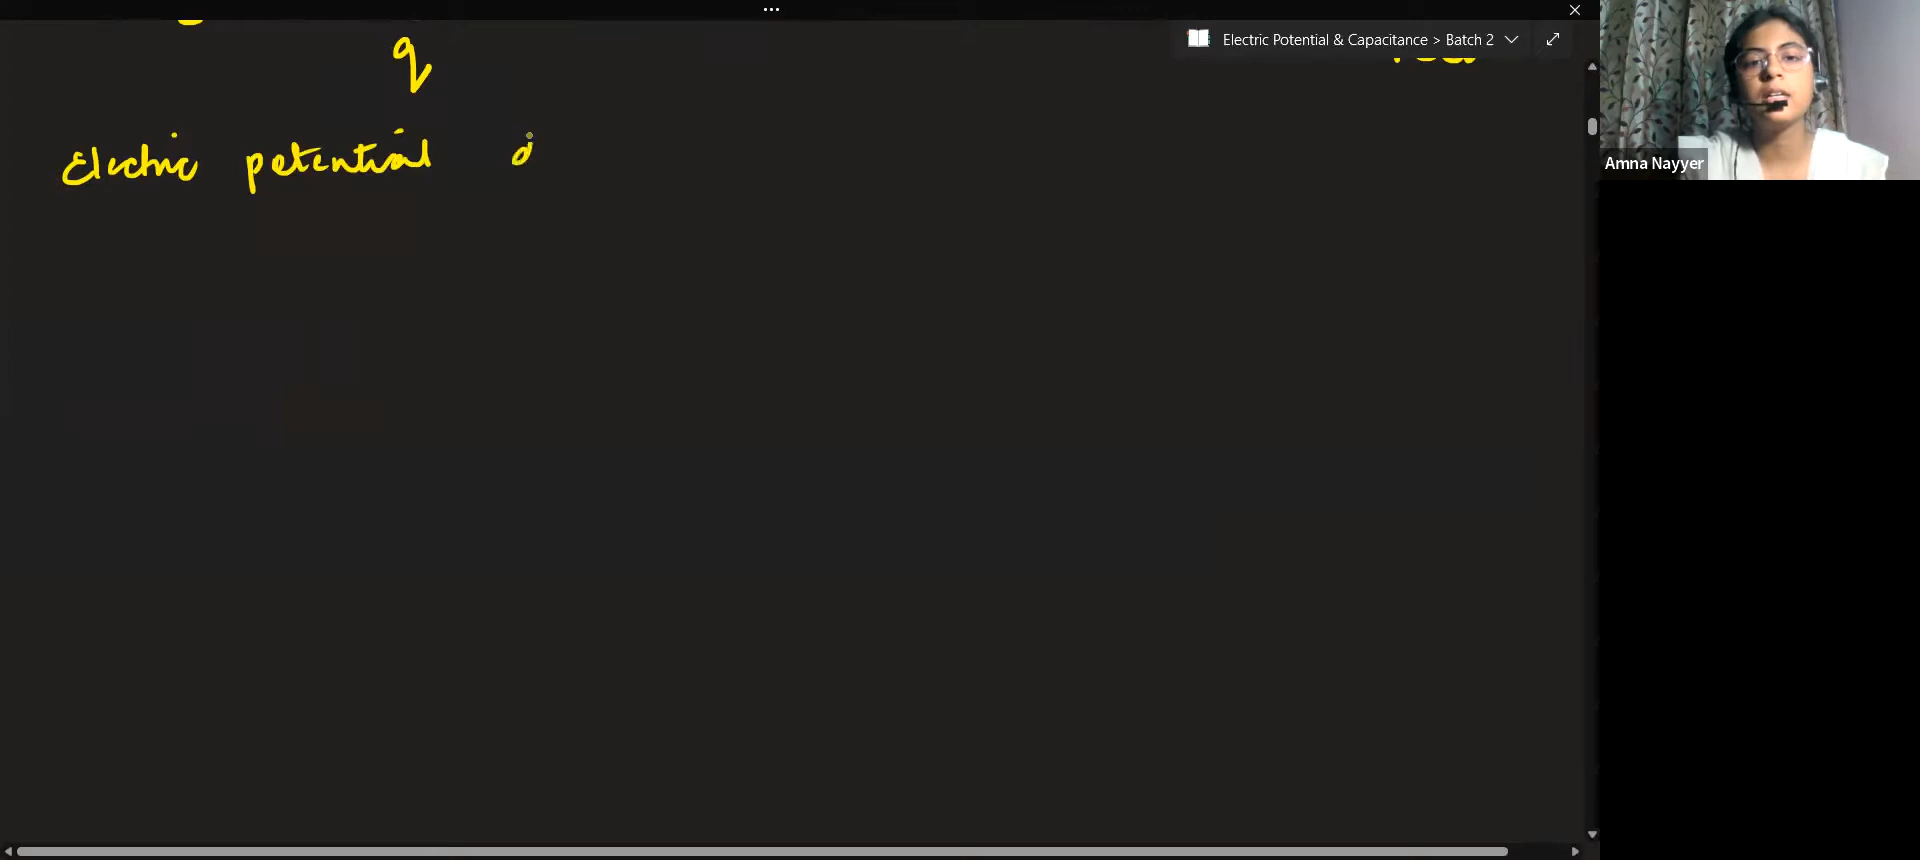 Electric Potential & Capacitance > Batch 2
q
Electric potential
Amna Nayyer